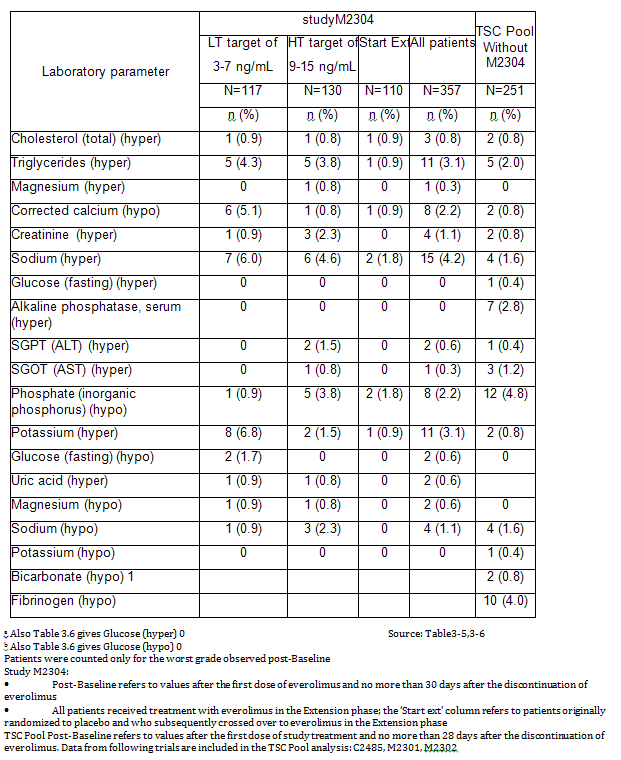 Laboratory parameter studyM2304 TSC Pool Without M2304
LT target of 3-7 ng/mL HT target of 9-15 ng/mL Start Ext All patients
N=117 N=130 N=110 N=357 N=251
n (%) n (%) n (%) n (%) n (%)
Cholesterol (total) (hyper) 1 (0.9) 1 (0.8) 1 (0.9) 3 (0.8) 2 (0.8)
Triglycerides (hyper) 5 (4.3) 5 (3.8) 1 (0.9) 11 (3.1) 5 (2.0)
Magnesium (hyper) 0 1 (0.8) 0 1 (0.3) 0
Corrected calcium (hypo) 6 (5.1) 1 (0.8) 1 (0.9) 8 (2.2) 2 (0.8)
Creatinine (hyper) 1 (0.9) 3 (2.3) 0 4 (1.1) 2 (0.8)
Sodium (hyper) 7 (6.0) 6 (4.6) 2 (1.8) 15 (4.2) 4 (1.6)
Glucose (fasting) (hyper) 0 0 0 0 1 (0.4)
Alkaline phosphatase, serum (hyper) 0 0 0 0 7 (2.8)
SGPT (ALT) (hyper) 0 2 (1.5) 0 2 (0.6) 1 (0.4)
SGOT (AST) (hyper) 0 1 (0.8) 0 1 (0.3) 3 (1.2)
Phosphate (inorganic phosphorus) (hypo) 1 (0.9) 5 (3.8) 2 (1.8) 8 (2.2) 12 (4.8)
Potassium (hyper) 8 (6.8) 2 (1.5) 1 (0.9) 11 (3.1) 2 (0.8)
Glucose (fasting) (hypo) 2 (1.7) 0 0 2 (0.6) 0
Uric acid (hyper) 1 (0.9) 1 (0.8) 0 2 (0.6)
Magnesium (hypo) 1 (0.9) 1 (0.8) 0 2 (0.6) 0
Sodium (hypo) 1 (0.9) 3 (2.3) 0 4 (1.1) 4 (1.6)
Potassium (hypo) 0 0 0 0 1 (0.4)
Bicarbonate (hypo) 1 2 (0.8)
Fibrinogen (hypo) 10 (4.0)
Also Table 3.6 gives Glucose (hyper) 0 Source: Table3-5,3-6
Also Table 3.6 gives Glucose (hypo) 0
Patients were counted only for the worst grade observed post-Baseline
Study M2304:
• Post-Baseline refers to values after the first dose of everolimus and no more than 30 days after the discontinuation of
everolimus
• All patients received treatment with everolimus in the Extension phase; the 'Start ext' column refers to patients originally
randomized to placebo and who subsequently crossed over to everolimus in the Extension phase
TSC Pool Post-Baseline refers to values after the first dose of study treatment and no more than 28 days after the discontinuation of
everolimus. Data from following trials are included in the TSC Pool analysis: C2485, M2301, M2302